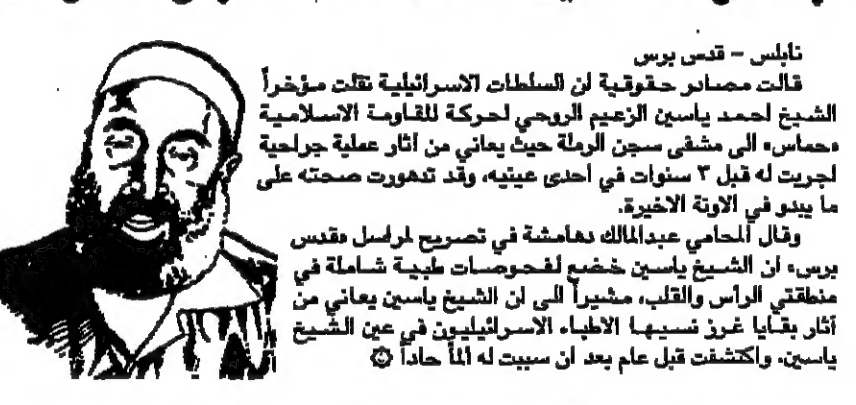 نابلس - قدس برس
قالت مصادر حقوقية ان السلطات الاسرائيلية نقلت مؤخراً
الشيخ احمد ياسين الزعيم الروحي لحركة المقاومة الاسلامية
«حماس» الى مشفى سجن الرملة حيث يعاني من آثار عملية جراحية
اجريت له قبل ٣ سنوات في احدى عينيه، وقد تدهورت صحته على
ما يبدو في الاونة الاخيرة.
وقال المحامي عبدالمالك دهامشة في تصريح لمراسل «قدس
برس» ان الشيخ ياسين خضع لفحوصات طبية شاملة في
منطقتي الرأس والقلب، مشيراً الى ان الشيخ ياسين يعاني من
آثار بقايا غرز نسيها الاطباء الاسرائيليون في عين الشيخ
ياسين، واكتشفت قبل عام بعد ان سببت له ألماً حاداً